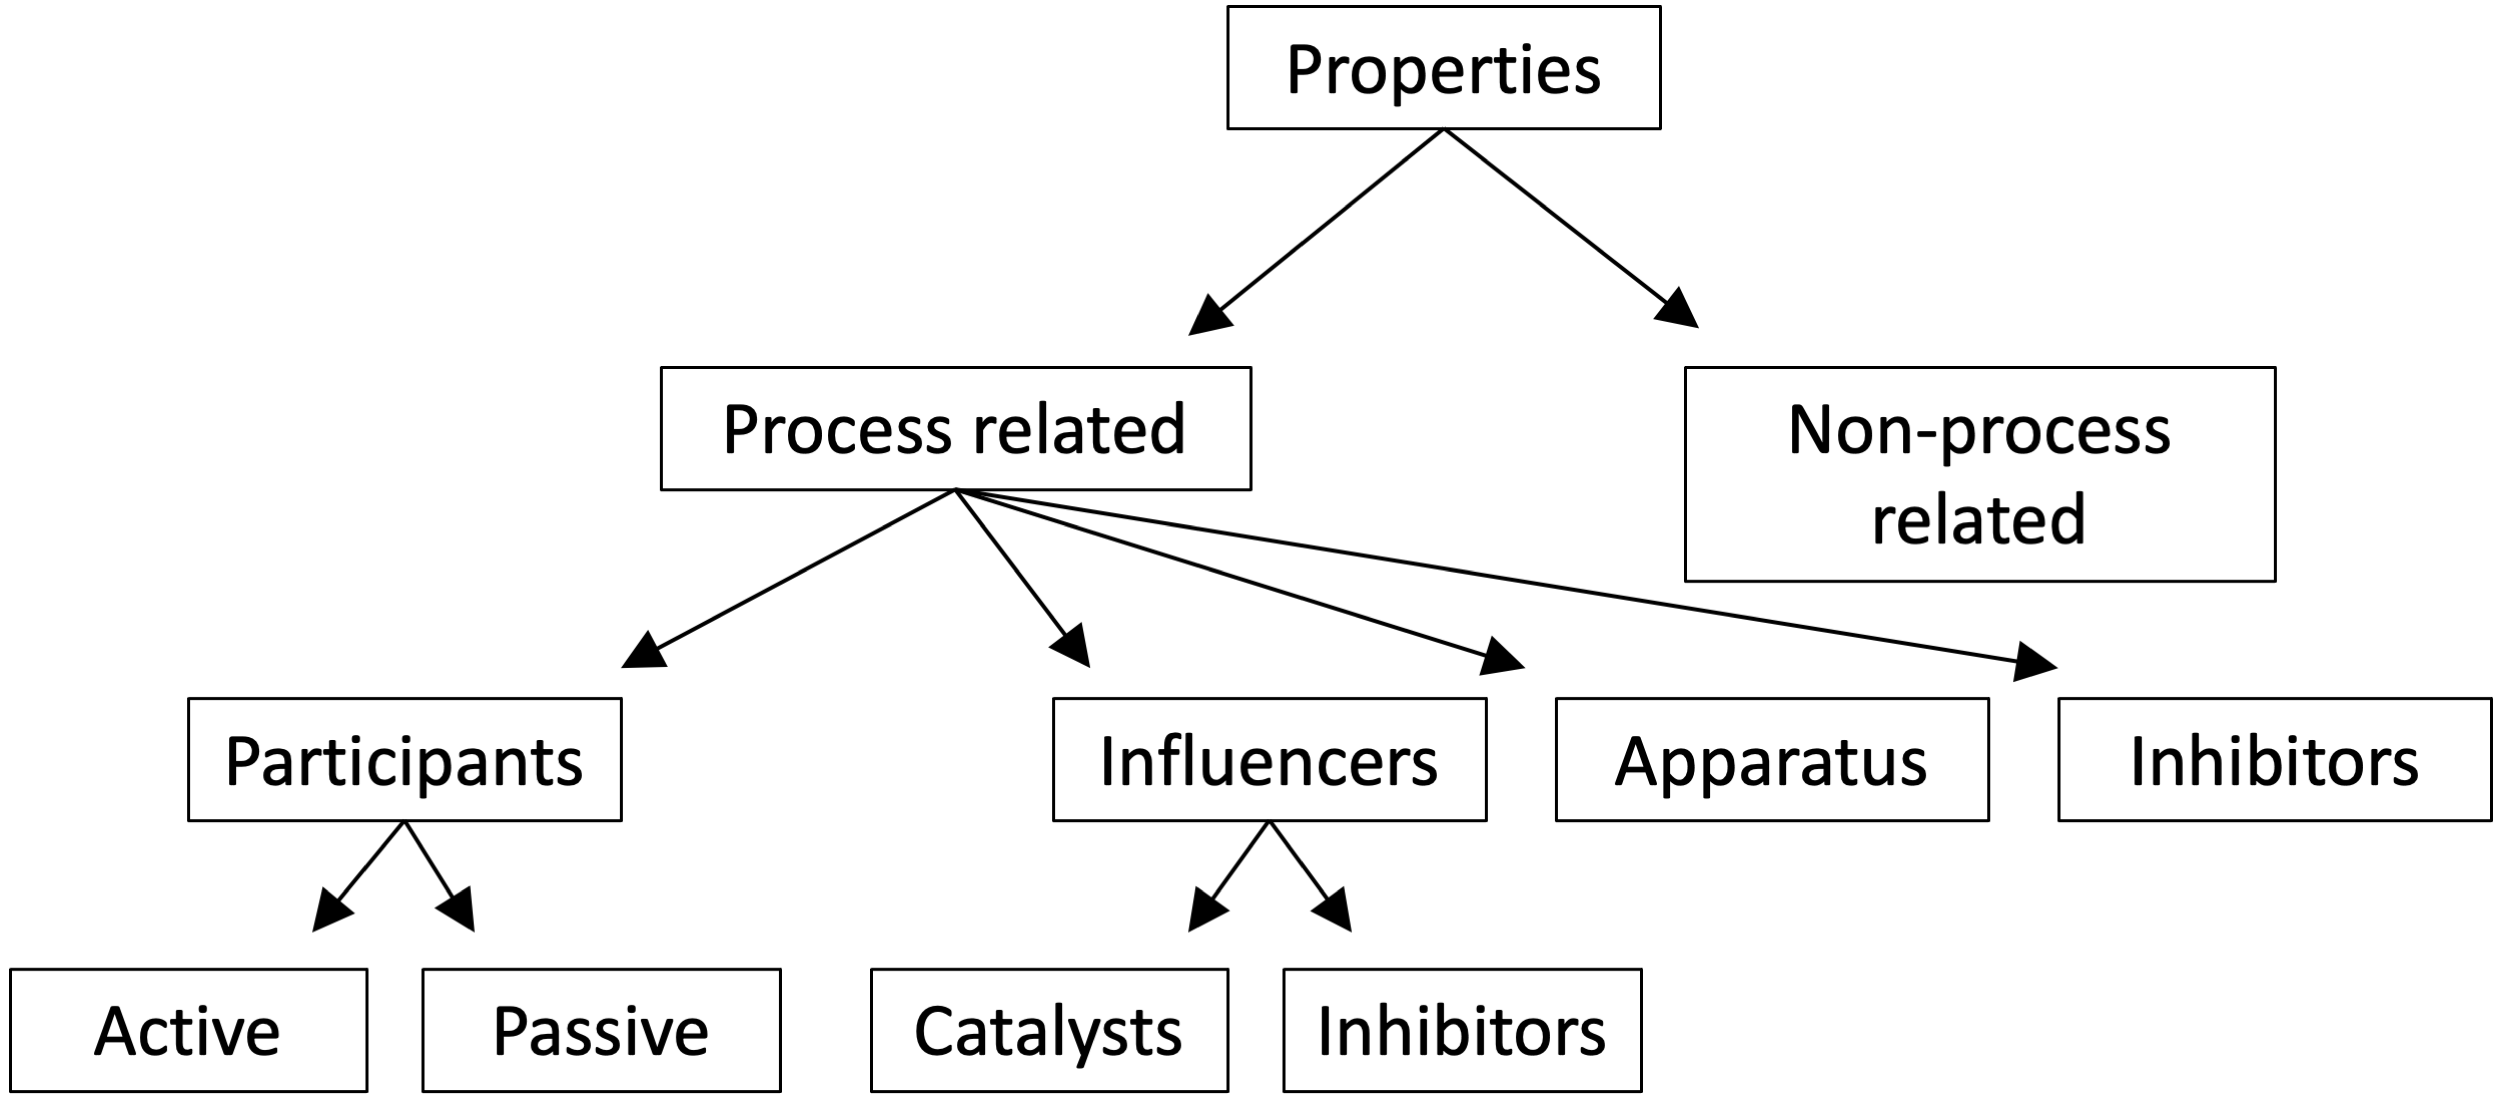 Properties
Process related
Non-process
related
Participants
Influencers
Apparatus
Inhibitors
Active
Passive
Catalysts
Inhibitors